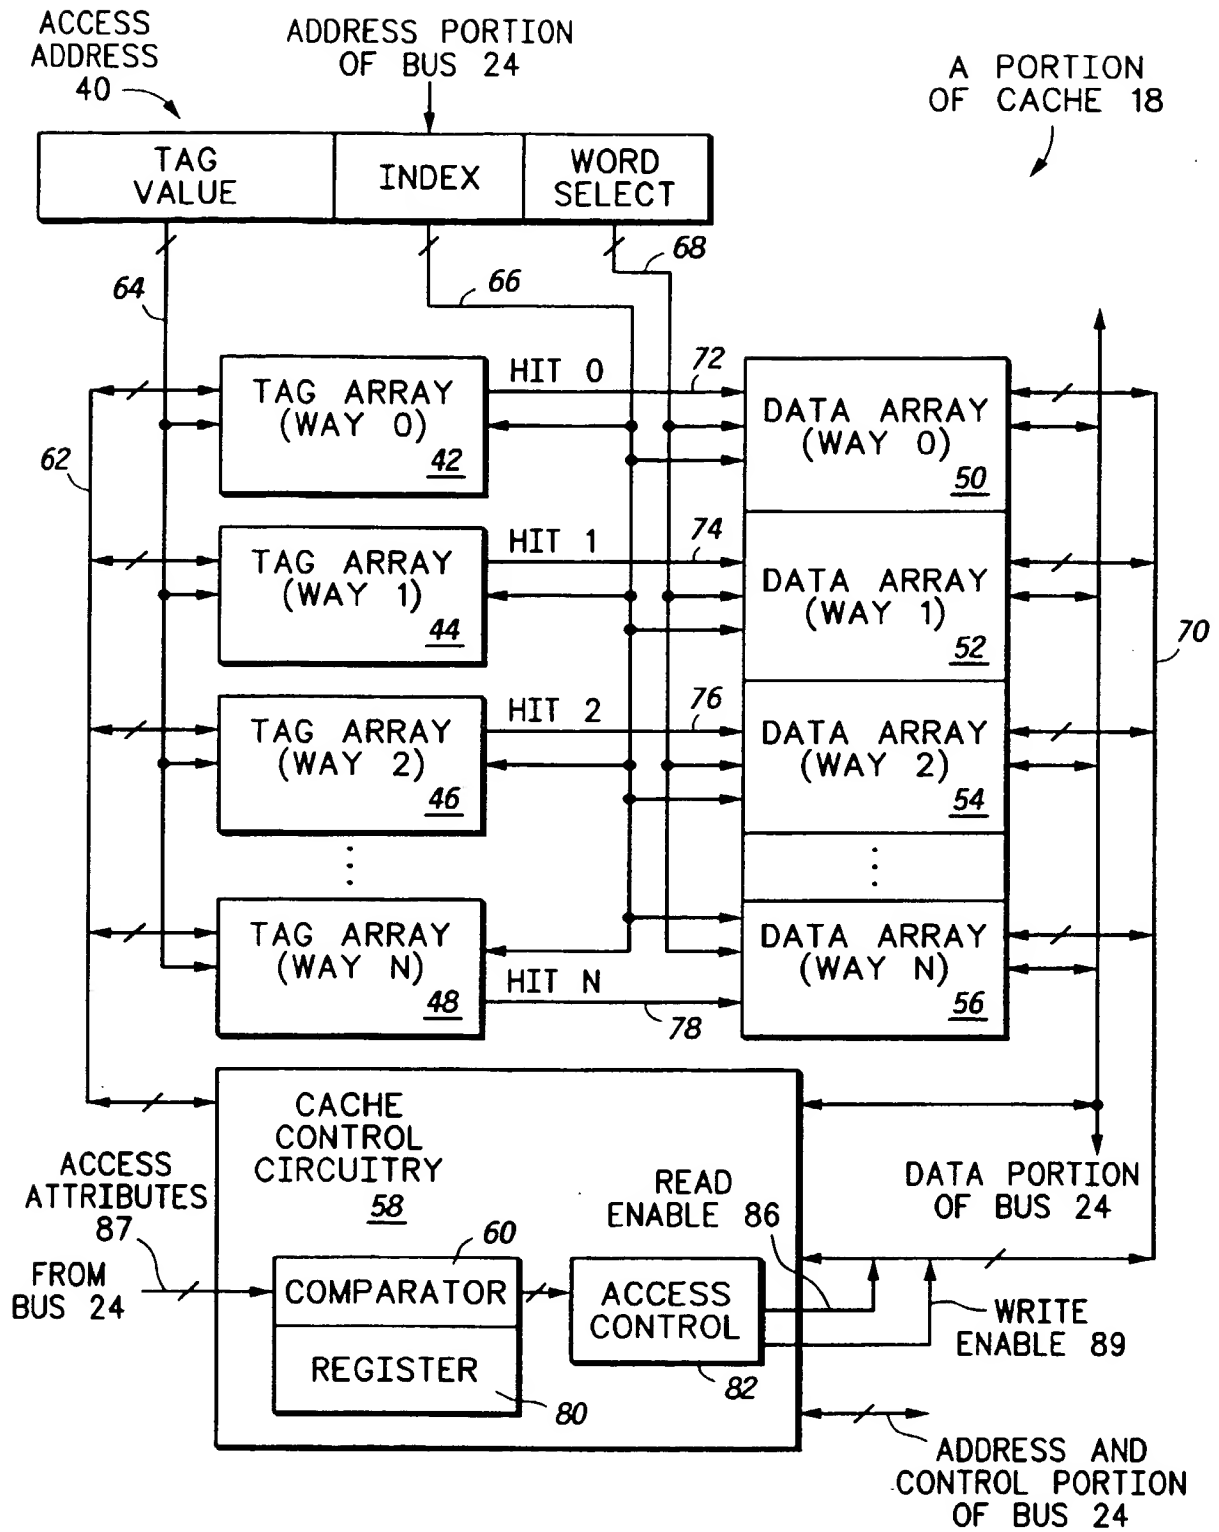 ACCESS
ADDRESS
40
ADDRESS PORTION
OF BUS 24
A PORTION
OF CACHE 18
TAG
VALUE
INDEX
WORD
SELECT
68
64
66
TAG ARRAY
(WAY 0)
42
HIT 0
72
DATA ARRAY
(WAY 0)
50
62
TAG ARRAY
(WAY 1)
44
HIT 1
74
DATA ARRAY
(WAY 1)
52
70
TAG ARRAY
(WAY 2)
46
HIT 2
76
DATA ARRAY
(WAY 2)
54
TAG ARRAY
(WAY N)
48
HIT N
78
DATA ARRAY
(WAY N)
56
CACHE
CONTROL
CIRCUITRY
58
ACCESS
ATTRIBUTES
87
FROM
BUS 24
READ
ENABLE 86
DATA PORTION
OF BUS 24
60
COMPARATOR
REGISTER
80
ACCESS
CONTROL
82
WRITE
ENABLE 89
ADDRESS AND
CONTROL PORTION
OF BUS 24